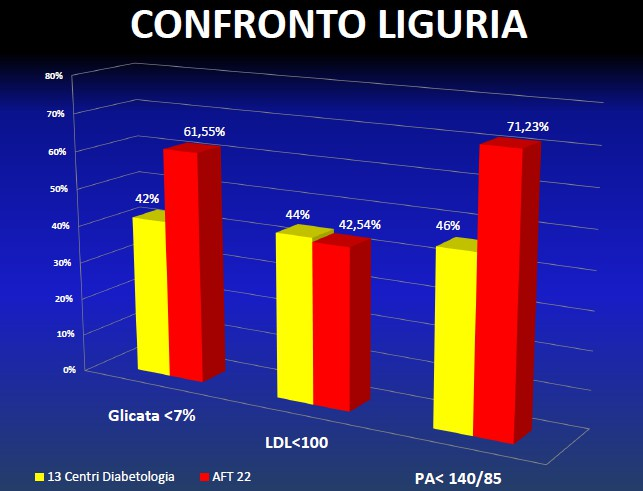 CONFRONTO LIGURIA
80%
70%
60%
50%
40%
30%
20%
10%
0%
42%
61,55%
44%
42,54%
46%
71,23%
Glicata <7%
LDL<100
PA< 140/85
13 Centri Diabetologia
AFT 22